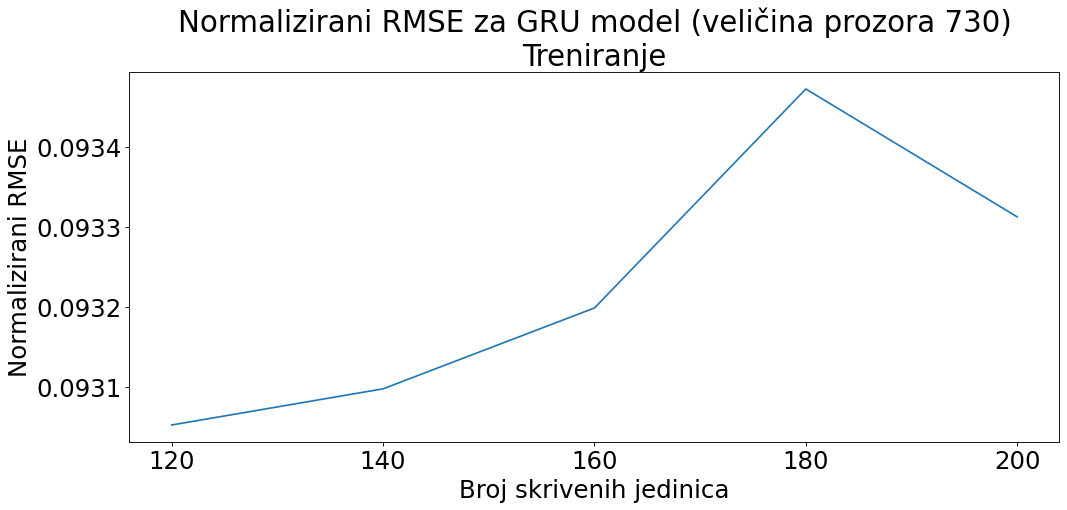 Normalizirani RMSE za GRU model (veličina prozora 730)
Treniranje
Normalizirani RMSE
0.0934
0.0933
0.0932
0.0931
120 140 160 180 200
Broj skrivenih jedinica